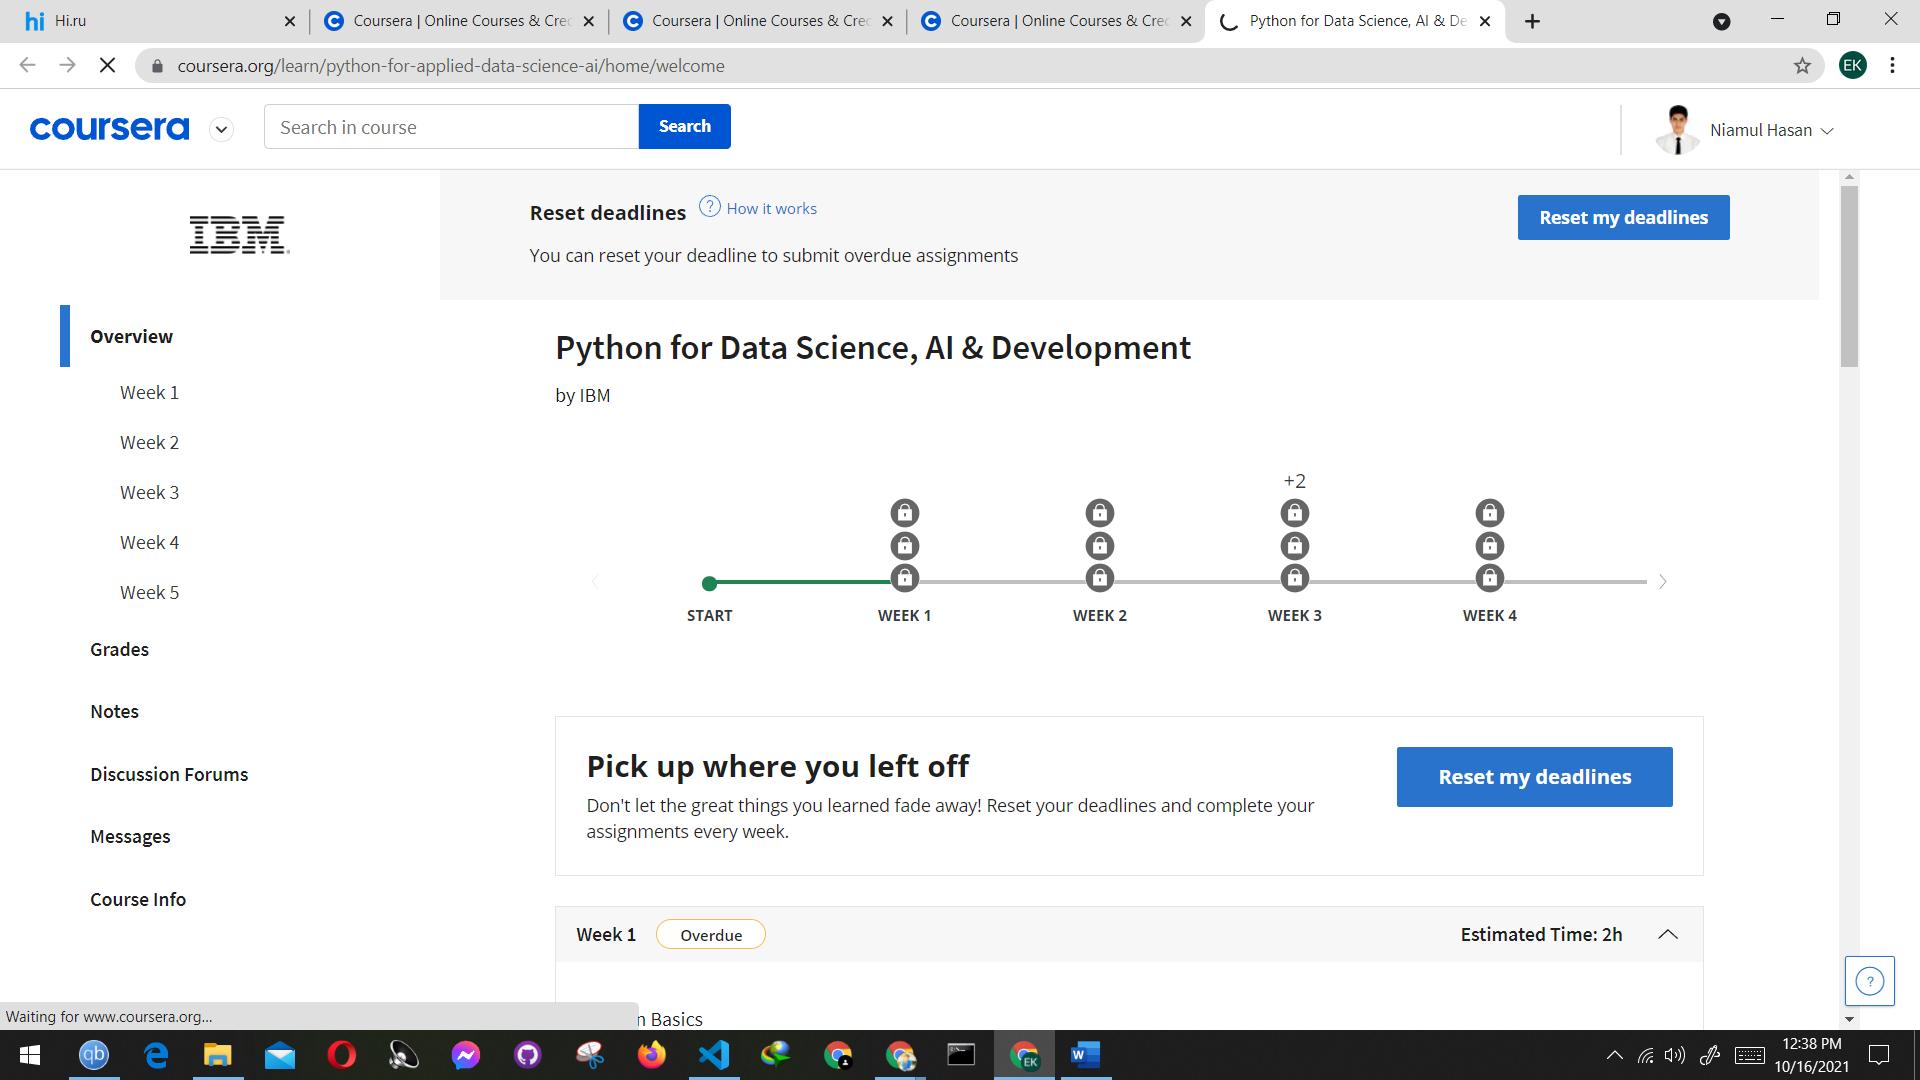 Hi.ru
Coursera | Online Courses & Cre
Coursera | Online Courses & Cre
Coursera | Online Courses & Cre
Python for Data Science, AI & De
coursera.org/learn/python-for-applied-data-science-ai/home/welcome
EK
coursera
Search in course
Search
Niamul Hasan
IBM
Reset deadlines
How it works
Reset my deadlines
You can reset your deadline to submit overdue assignments
Overview
Week 1
Week 2
Week 3
Week 4
Week 5
Grades
Notes
Discussion Forums
Messages
Course Info
Python for Data Science, AI & Development
by IBM
+2
START
WEEK 1
WEEK 2
WEEK 3
WEEK 4
Pick up where you left off
Don't let the great things you learned fade away! Reset your deadlines and complete your
assignments every week.
Reset my deadlines
Week 1
Overdue
Estimated Time: 2h
n Basics
Waiting for www.coursera.org...
12:38 PM
10/16/2021